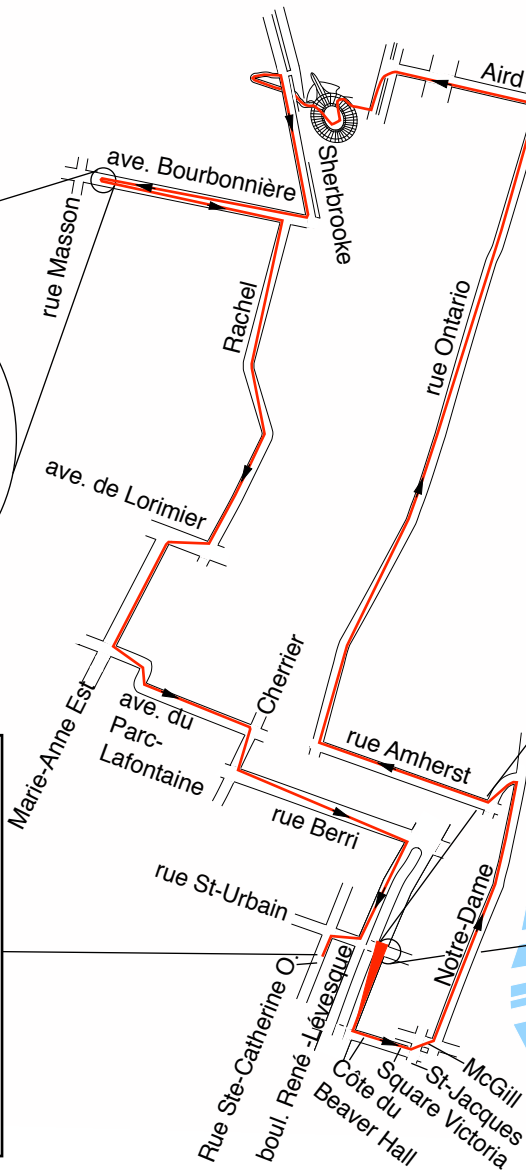 Aird
ave. Bourbonnière
Sherbrooke
rue Masson
Rachel
rue Ontario
ave. de Lorimier
Cherrier
ave. du
Parc-
Lafontaine
Marie-Anne Est
rue Amherst
rue Berri
rue St-Urbain
Notre-Dame
Rue Ste-Catherine O.
boul. René -Lévesque
McGill
St-Jacques
Square Victoria
Côte du
Beaver Hall